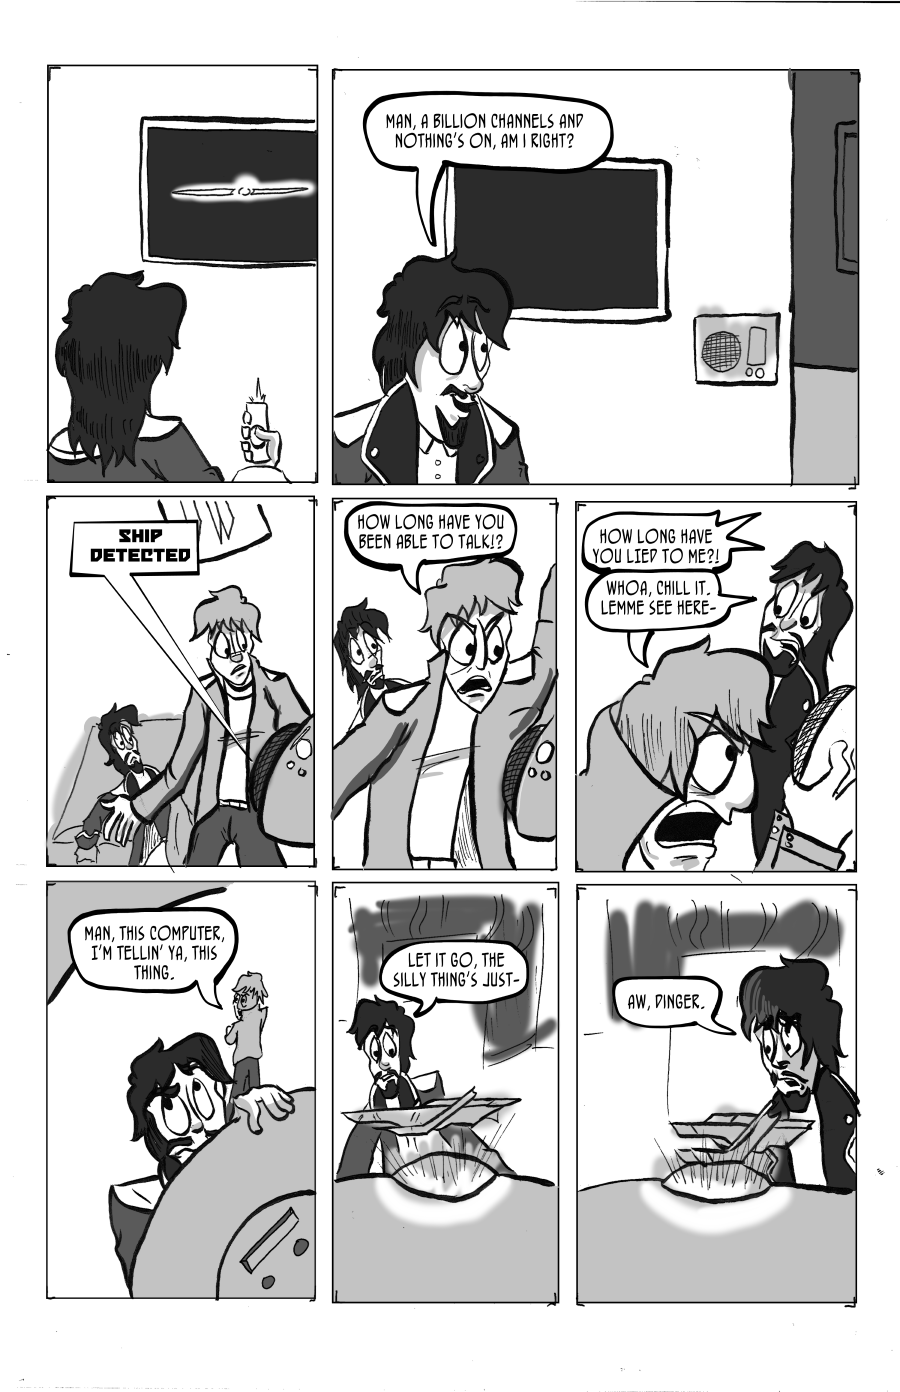 MAN, A BILLION CHANNELS AND
NOTHING'S ON, AM I RIGHT?
SHIP
DETECTED
HOW LONG HAVE YOU
BEEN ABLE TO TALK!?
HOW LONG HAVE
YOU LIED TO ME?!
WHOA, CHILL IT.
LEMME SEE HERE-
MAN, THIS COMPUTER,
I'M TELLIN' YA, THIS
THING.
LET IT GO, THE
SILLY THING'S JUST-
AW, DINGER.